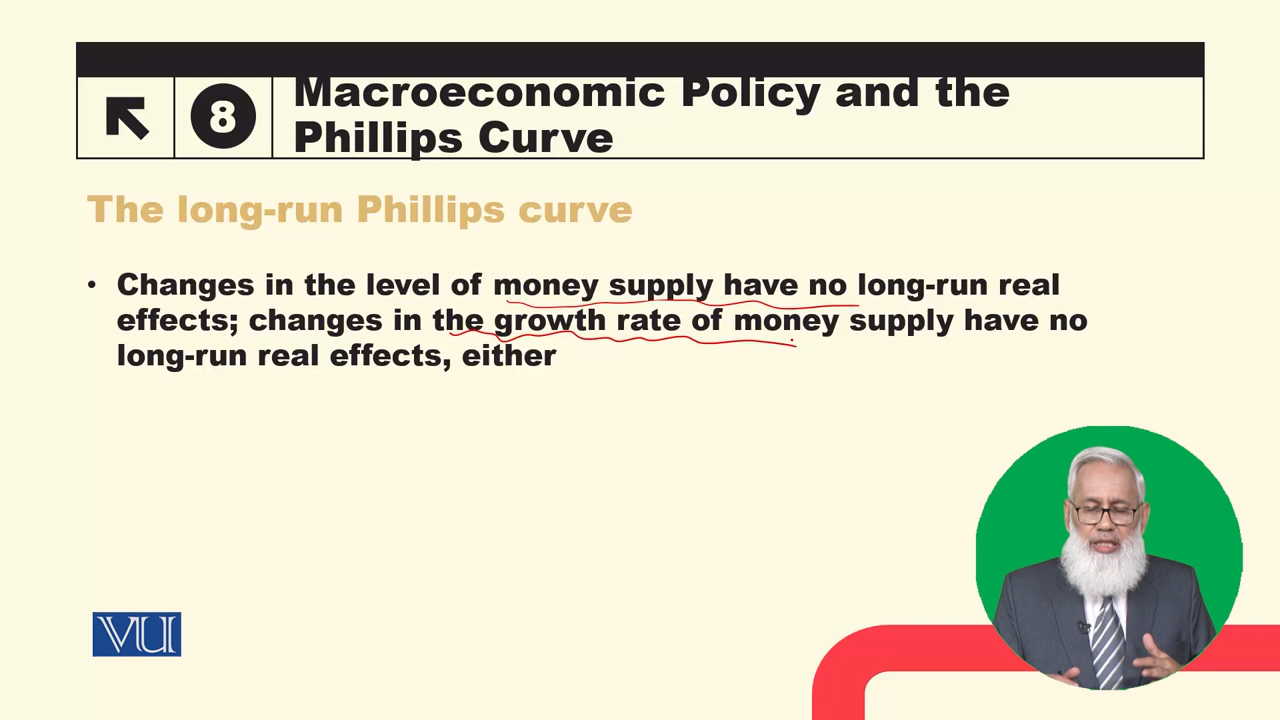 8
Macroeconomic Policy and the
Phillips Curve
The long-run Phillips curve
• Changes in the level of money supply have no long-run real
effects; changes in the growth rate of money supply have no
long-run real effects, either
VU